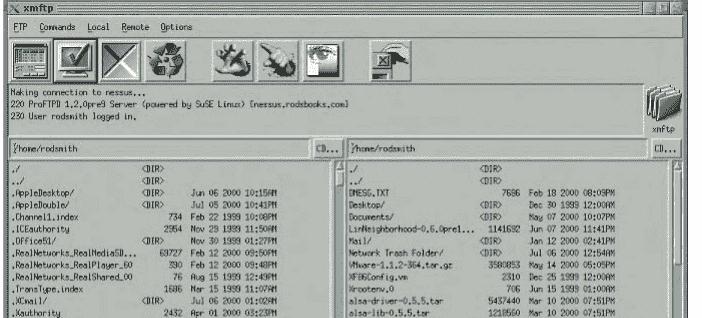 xmftp
FTP Commands Local Remote Options
Making connection to nessus...
220 ProFTPD 1.2.0pre9 Server (powered by SuSE Linux) [nessus.rodsbooks.com]
230 User rodsmith logged in.
xmftp
/home/rodsmith CD...
/home/rodsmith CD...
./ <DIR>
../ <DIR>
.AppleDesktop/ <DIR> Jun 06 2000 10:15AM
.AppleDouble/ <DIR> Jul 05 2000 10:41PM
.Channel1.index 734 Feb 22 1999 10:08PM
.ICEauthority 2954 Nov 29 1999 11:50AM
.Office51/ <DIR> Nov 30 1999 01:27PM
.RealNetworks_RealMediaSD... 69727 Feb 12 2000 09:50PM
.RealNetworks_RealPlayer_60 390 Feb 12 2000 09:48PM
.RealNetworks_RealShared_00 76 Aug 15 1999 12:49PM
.TransType.index 1686 Mar 15 1999 11:07AM
.XCmail/ <DIR> Jul 06 2000 01:02AM
.Xauthority 2432 Apr 01 2000 03:23PM
./ <DIR>
../ <DIR>
DMESG.TXT 7686 Feb 18 2000 08:09PM
Desktop/ <DIR> Dec 30 1999 12:00AM
Documents/ <DIR> May 07 2000 10:07PM
LinNeighborhood-0.6.0pre1... 1141692 Jun 07 2000 11:41PM
Mail/ <DIR> Jan 12 2000 02:41PM
Network Trash Folder/ <DIR> Jul 06 2000 12:54AM
VMware-1.1.2-364.tar.gz 3580853 May 14 2000 05:05PM
XF86Config.vm 2310 Dec 25 1999 12:00AM
Xrootenv.0 706 Jun 15 1999 01:00AM
alsa-driver-0.5.5.tar 5437440 Mar 10 2000 07:51PM
alsa-lib-0.5.5.tar 1218560 Mar 10 2000 07:51PM